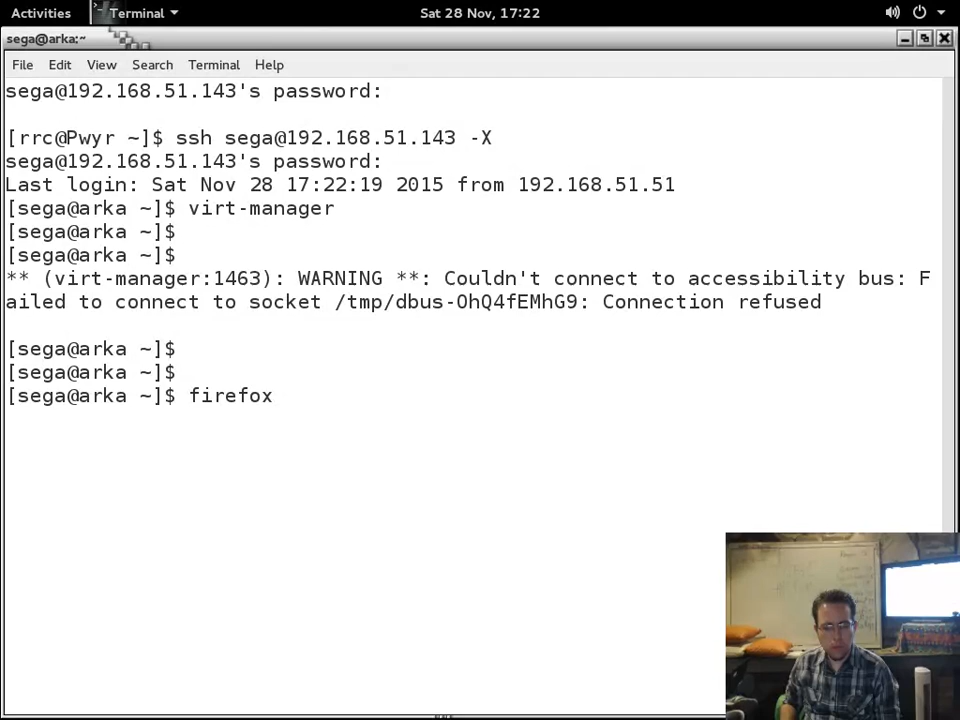 Activities Terminal Sat 28 Nov, 17:22
sega@arka:~
File Edit View Search Terminal Help
sega@192.168.51.143's password:
[rrc@Pwyr ~]$ ssh sega@192.168.51.143 -X
sega@192.168.51.143's password:
Last login: Sat Nov 28 17:22:19 2015 from 192.168.51.51
[sega@arka ~]$ virt-manager
[sega@arka ~]$
[sega@arka ~]$
** (virt-manager:1463): WARNING **: Couldn't connect to accessibility bus: F
ailed to connect to socket /tmp/dbus-OhQ4fEMhG9: Connection refused
[sega@arka ~]$
[sega@arka ~]$
[sega@arka ~]$ firefox